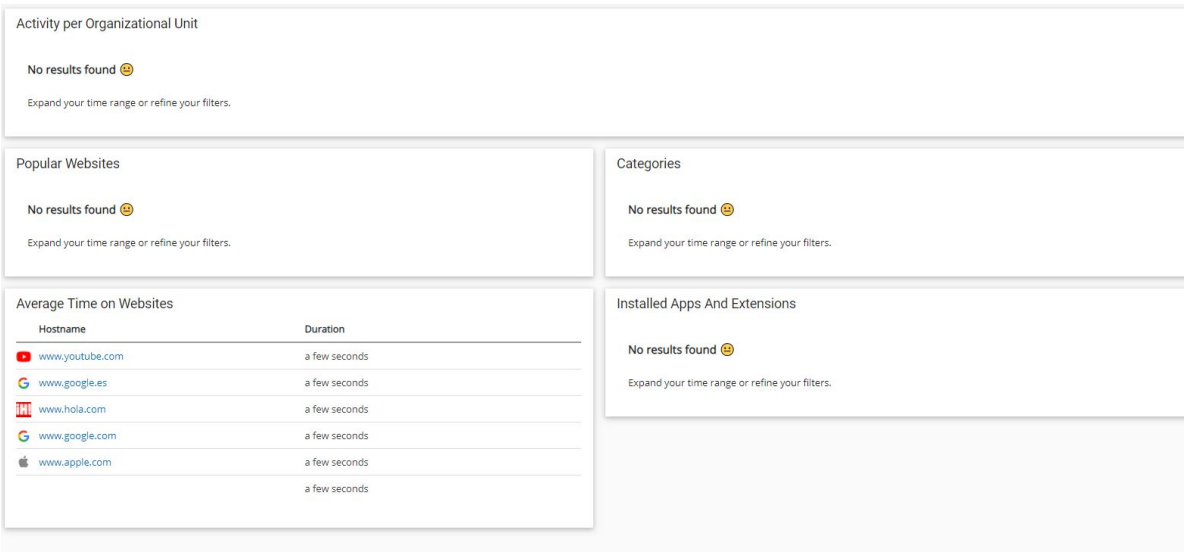 Activity per Organizational Unit
No results found 😐
Expand your time range or refine your filters.
Popular Websites
No results found 😐
Expand your time range or refine your filters.
Categories
No results found 😐
Expand your time range or refine your filters.
Average Time on Websites
Hostname Duration
www.youtube.com a few seconds
www.google.es a few seconds
¡H! www.hola.com a few seconds
www.google.com a few seconds
www.apple.com a few seconds
a few seconds
Installed Apps And Extensions
No results found 😐
Expand your time range or refine your filters.